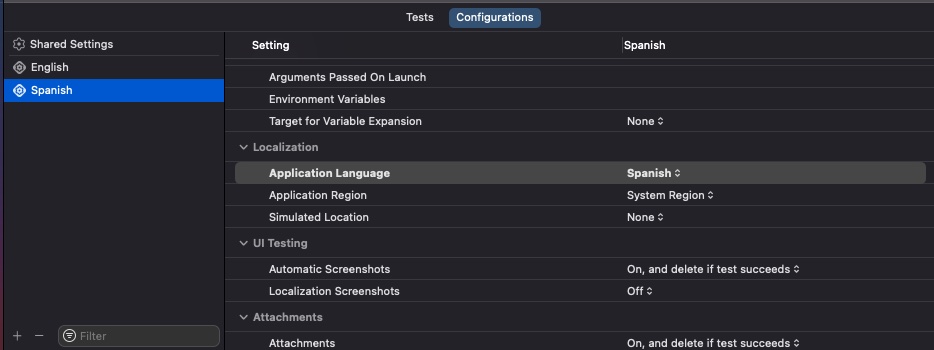 Tests Configurations
Shared Settings
English
Spanish
Filter
Setting Spanish
Arguments Passed On Launch
Environment Variables
Target for Variable Expansion None
Localization
Application Language Spanish
Application Region System Region
Simulated Location None
UI Testing
Automatic Screenshots On, and delete if test succeeds
Localization Screenshots Off
Attachments
Attachments On, and delete if test succeeds